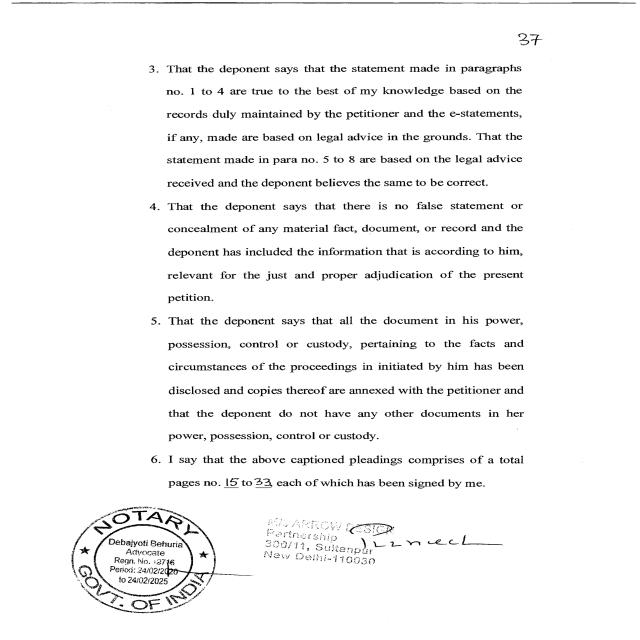 37
3. That the deponent says that the statement made in paragraphs
no. 1 to 4 are true to the best of my knowledge based on the
records duly maintained by the petitioner and the e-statements,
if any, made are based on legal advice in the grounds. That the
statement made in para no. 5 to 8 are based on the legal advice
received and the deponent believes the same to be correct.
4. That the deponent says that there is no false statement or
concealment of any material fact, document, or record and the
deponent has included the information that is according to him,
relevant for the just and proper adjudication of the present
petition.
5. That the deponent says that all the document in his power,
possession, control or custody, pertaining to the facts and
circumstances of the proceedings in initiated by him has been
disclosed and copies thereof are annexed with the petitioner and
that the deponent do not have any other documents in her
power, possession, control or custody.
6. I say that the above captioned pleadings comprises of a total
pages no. 15 to 33 each of which has been signed by me.
NOTARY
Debajyoti Behuria
Advocate
Regn. No.
Period: 24/02/2020
to 24/02/2025
GOVT. OF INDIA
ARROW DESIGN
Partnership
300/11, Sultanpur
New Delhi-110030